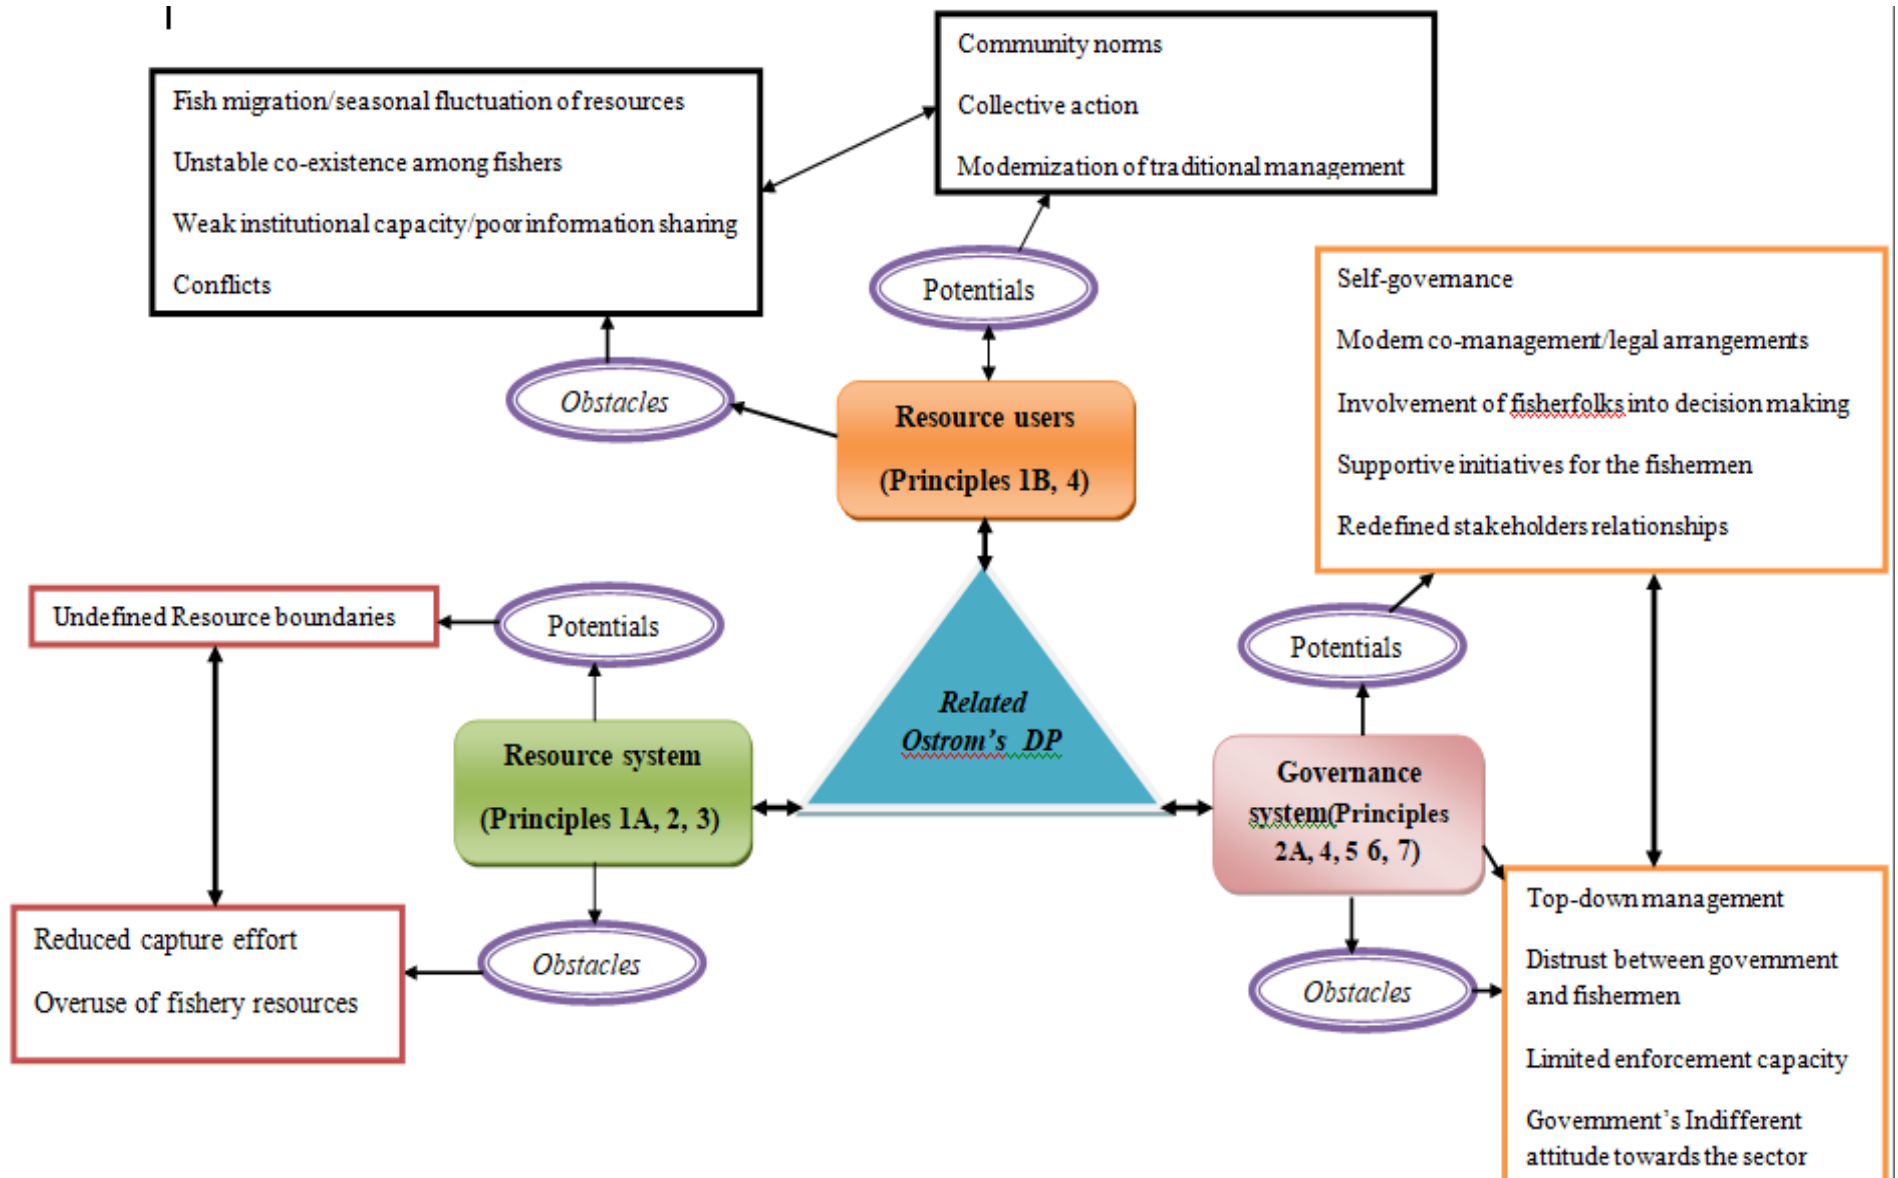 Community norms
Collective action
Modernization of traditional management
Fish migration/seasonal fluctuation of resources
Unstable co-existence among fishers
Weak institutional capacity/poor information sharing
Conflicts
Potentials
Obstacles
Resource users
(Principles 1B, 4)
Self-governance
Modern co-management/legal arrangements
Involvement of fisherfolks into decision making
Supportive initiatives for the fishermen
Redefined stakeholders relationships
Undefined Resource boundaries
Potentials
Potentials
Related
Ostrom's DP
Resource system
(Principles 1A, 2, 3)
Governance
system(Principles
2A, 4, 5 6, 7)
Reduced capture effort
Overuse of fishery resources
Obstacles
Obstacles
Top-down management
Distrust between government
and fishermen
Limited enforcement capacity
Government's Indifferent
attitude towards the sector